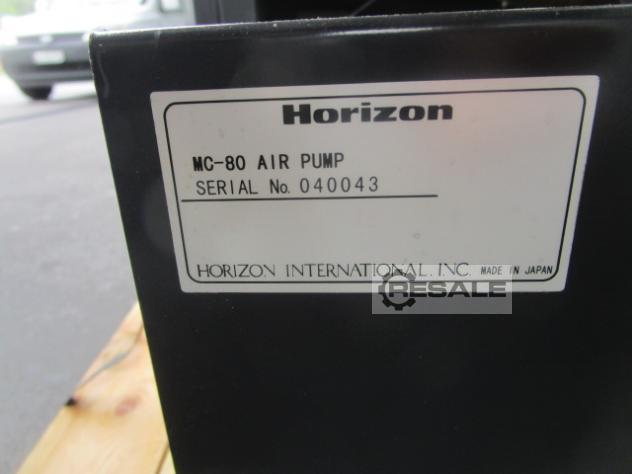 Horizon
MC-80 AIR PUMP
SERIAL No. 040043
HORIZON INTERNATIONAL. INC. MADE IN JAPAN
RESALE